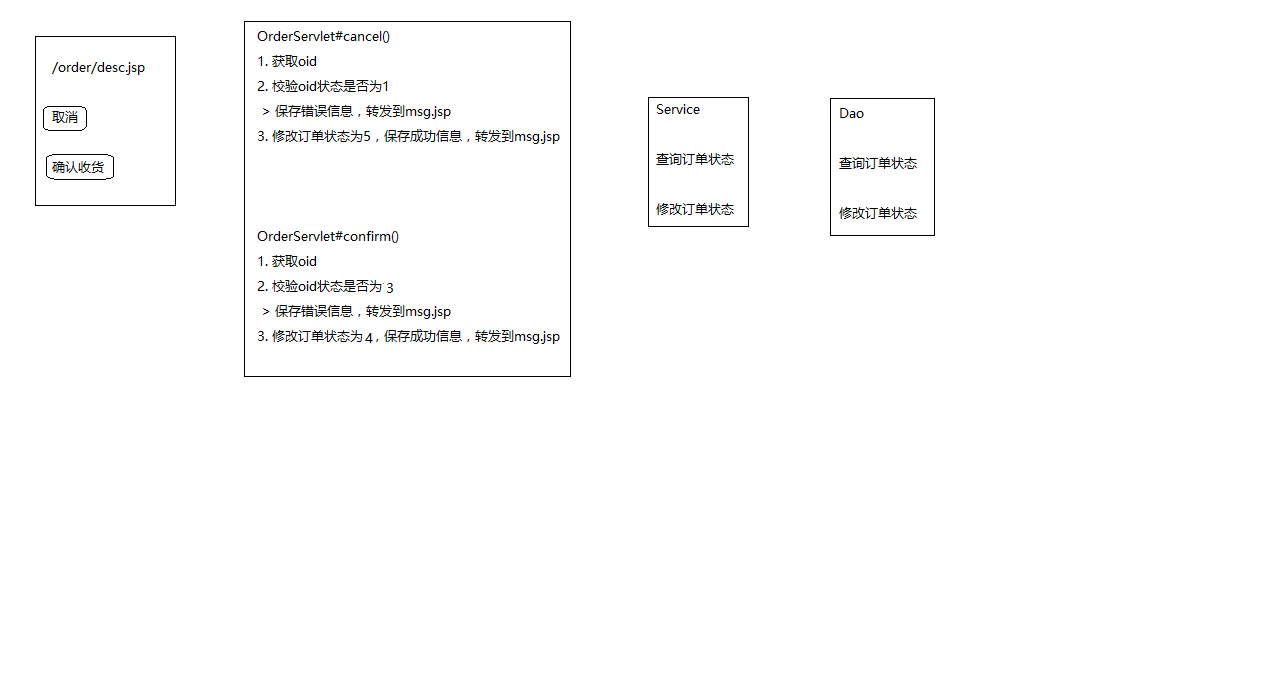 /order/desc.jsp
取消
确认收货
OrderServlet#cancel()
1. 获取oid
2. 校验oid状态是否为1
> 保存错误信息，转发到msg.jsp
3. 修改订单状态为5，保存成功信息，转发到msg.jsp
OrderServlet#confirm()
1. 获取oid
2. 校验oid状态是否为 3
> 保存错误信息，转发到msg.jsp
3. 修改订单状态为 4，保存成功信息，转发到msg.jsp
Service
查询订单状态
修改订单状态
Dao
查询订单状态
修改订单状态